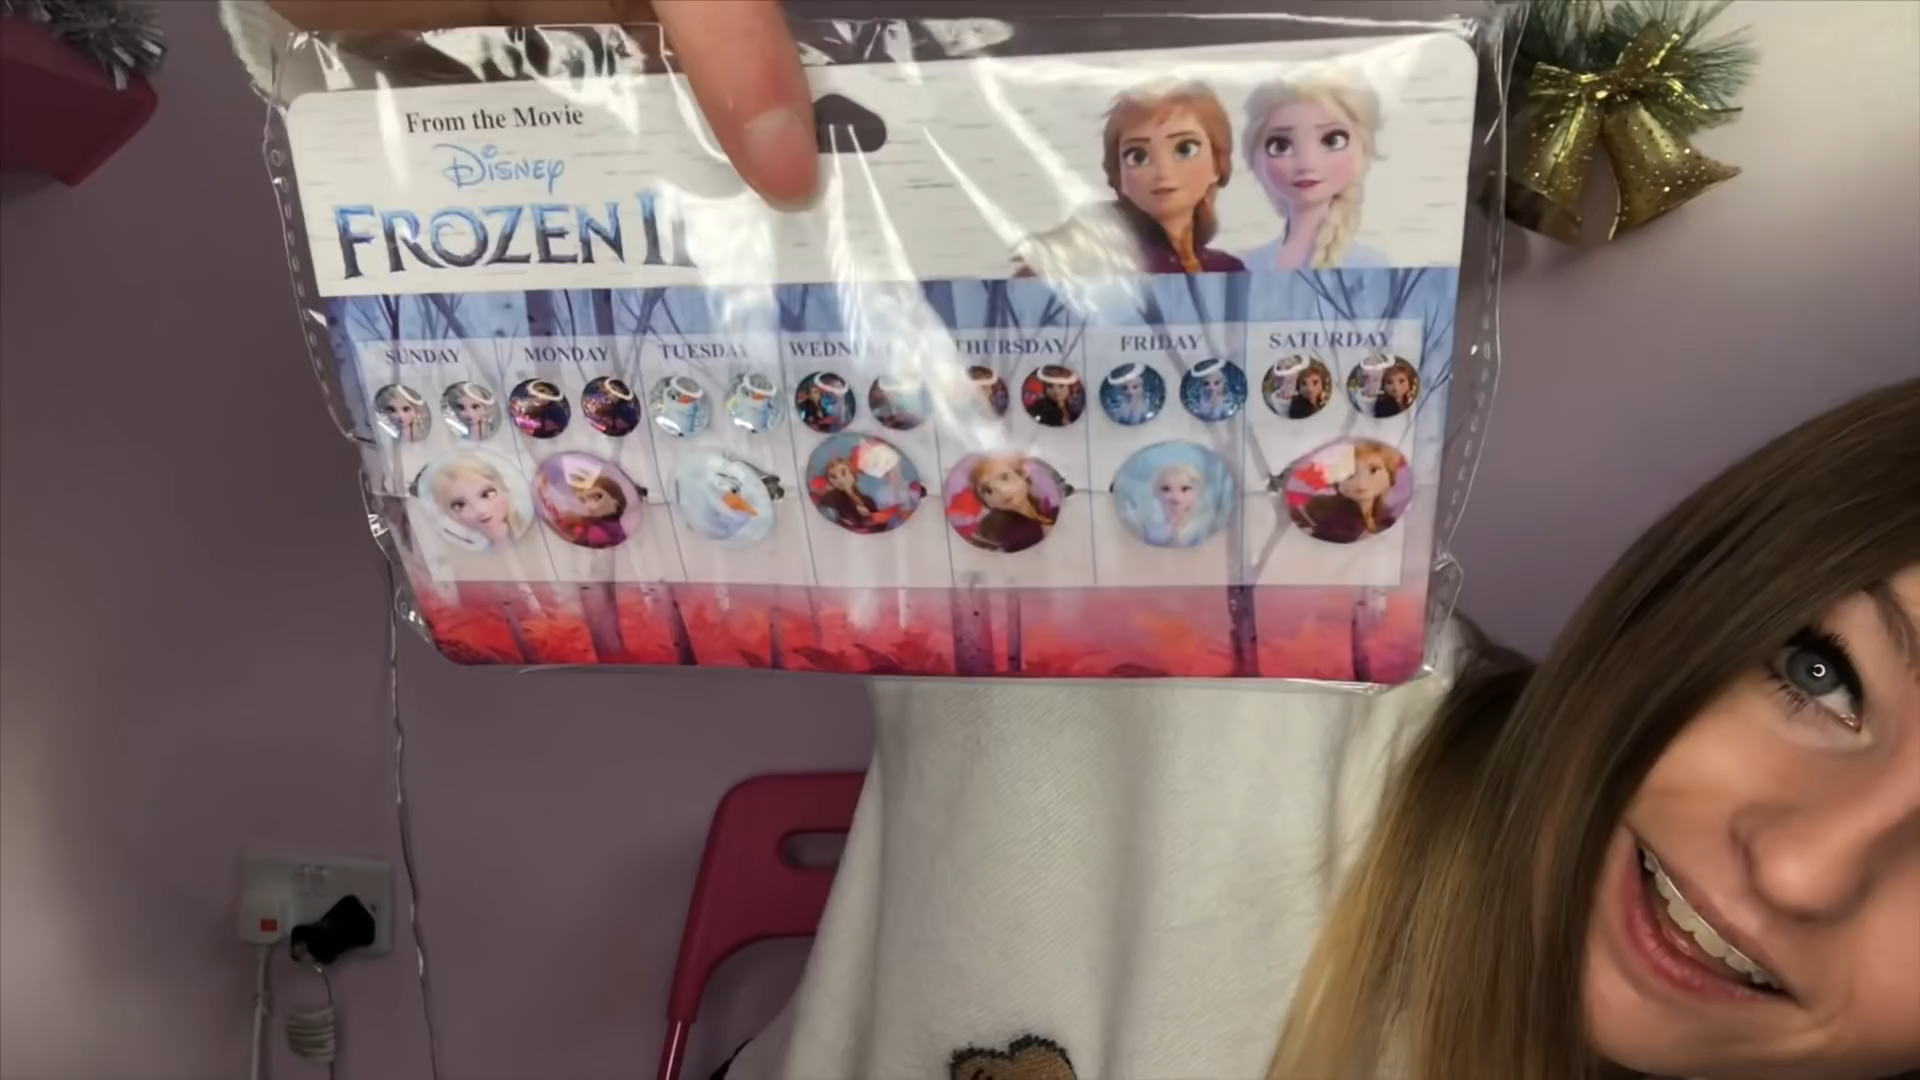 From the Movie
DISNEY
FROZEN II
SUNDAY MONDAY TUESDAY THURSDAY FRIDAY SATURDAY